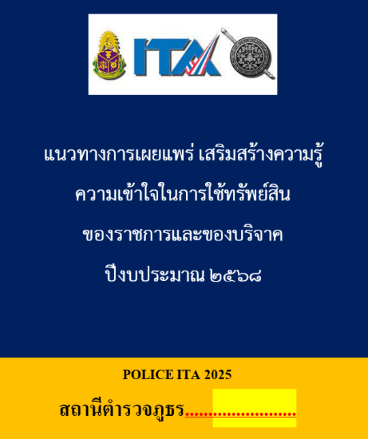 ITA
แนวทางการเผยแพร่ เสริมสร้างความรู้
ความเข้าใจในการใช้ทรัพย์สิน
ของราชการและของบริจาค
ปีงบประมาณ ๒๕๖๘
POLICE ITA 2025
สถานีตำรวจภูธร........................